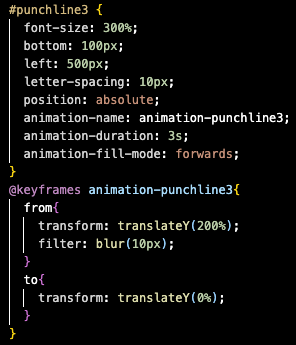 #punchline3 {
font-size: 300%;
bottom: 100px;
left: 500px;
letter-spacing: 10px;
position: absolute;
animation-name: animation-punchline3;
animation-duration: 3s;
animation-fill-mode: forwards;
}
@keyframes animation-punchline3{
from{
transform: translateY(200%);
filter: blur(10px);
}
to{
transform: translateY(0%);
}
}